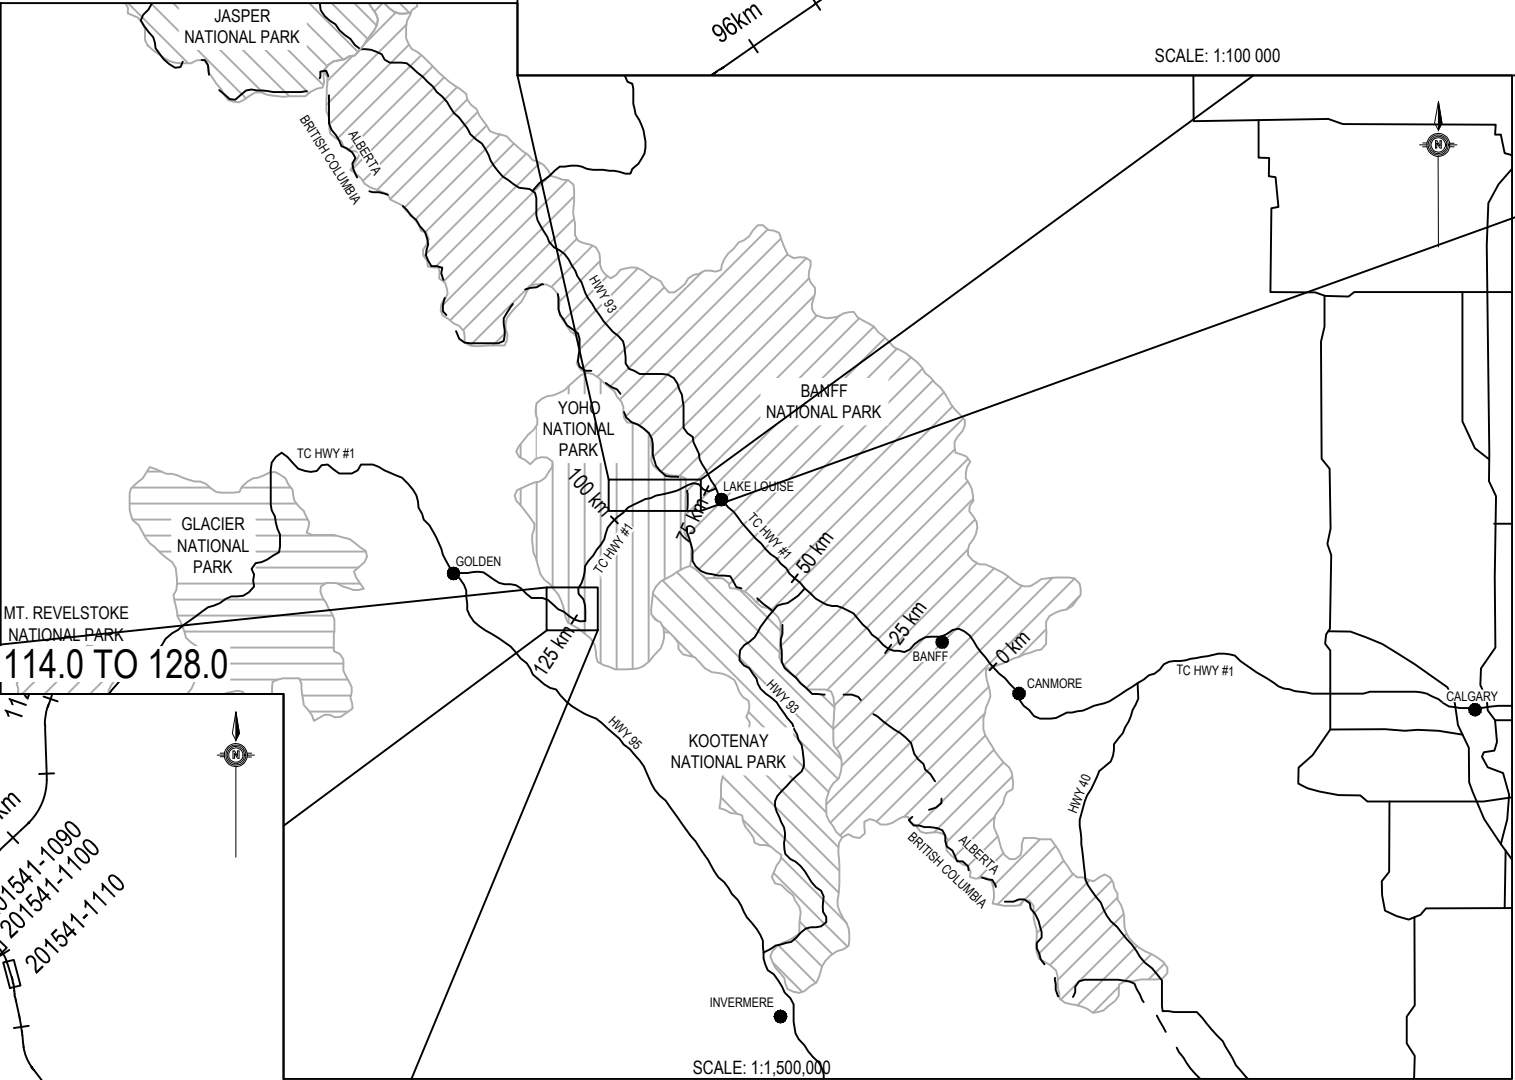 JASPER
NATIONAL PARK
96km
SCALE: 1:100 000
N
ALBERTA
BRITISH COLUMBIA
HWY 93
BANFF
NATIONAL PARK
YOHO
NATIONAL
PARK
TC HWY #1
100 km
LAKE LOUISE
75 km
TC HWY #1
TC HWY #1
50 km
GLACIER
NATIONAL
PARK
GOLDEN
MT. REVELSTOKE
NATIONAL PARK
114.0 TO 128.0
125 km
25 km
BANFF
0 km
CANMORE
TC HWY #1
CALGARY
HWY 93
HWY 95
KOOTENAY
NATIONAL PARK
N
HWY 40
km
201541-1090
201541-1100
201541-1110
ALBERTA
BRITISH COLUMBIA
INVERMERE
SCALE: 1:1,500,000